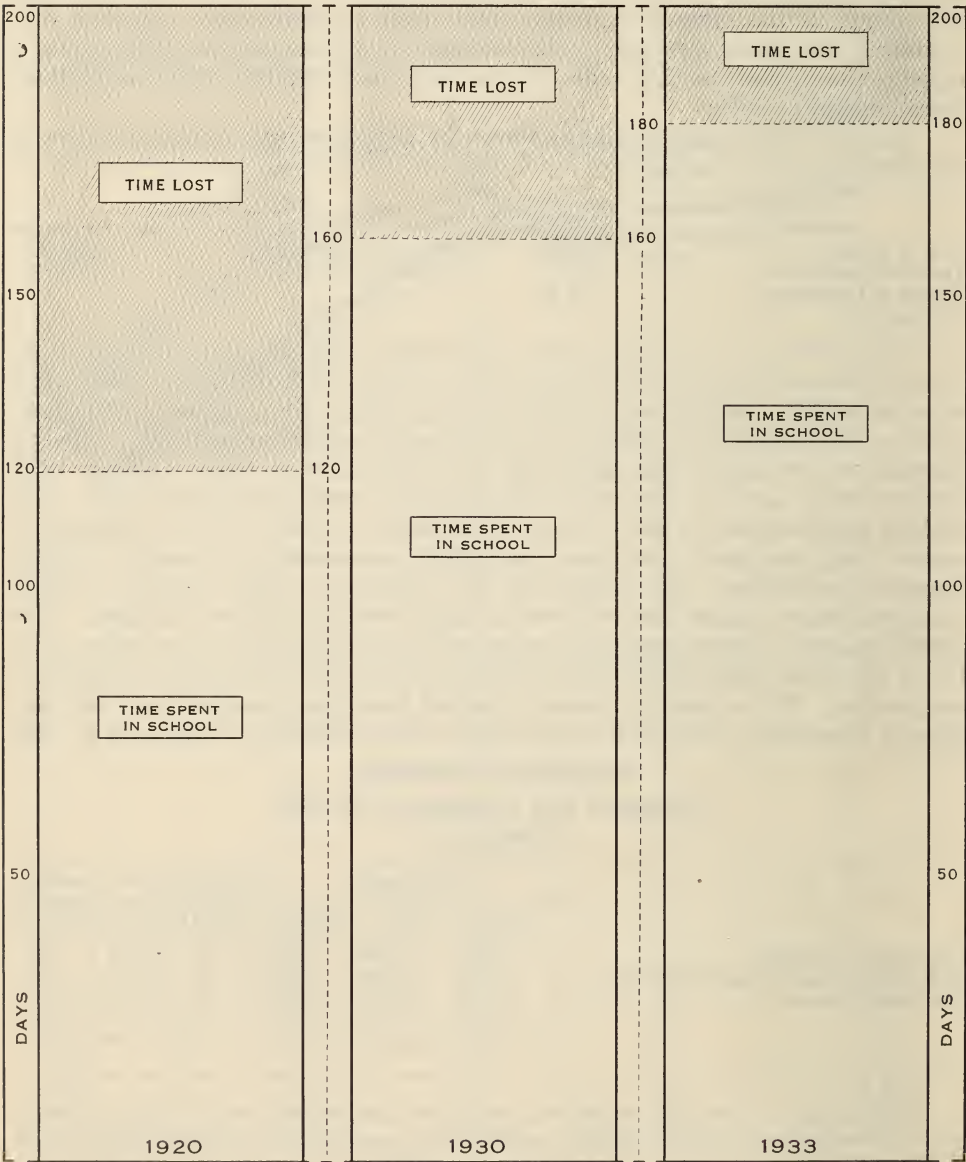 200
200
TIME LOST
TIME LOST
TIME LOST
180
180
160
160
150
150
TIME SPENT
IN SCHOOL
120
120
TIME SPENT
IN SCHOOL
100
100
TIME SPENT
IN SCHOOL
50
50
DAYS
DAYS
1920
1930
1933